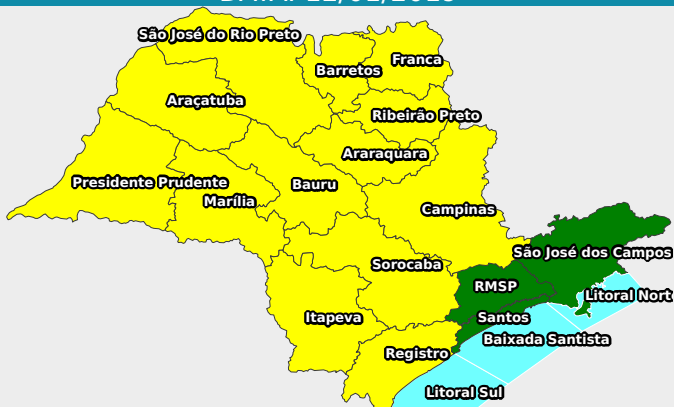 São José do Rio Preto
Franca
Barretos
Araçatuba
Ribeirão Preto
Araraquara
Presidente Prudente
Bauru
Marília
Campinas
São José dos Campos
Sorocaba
RMSP
Litoral Nort
Itapeva
Santos
Baixada Santista
Registro
Litoral Sul